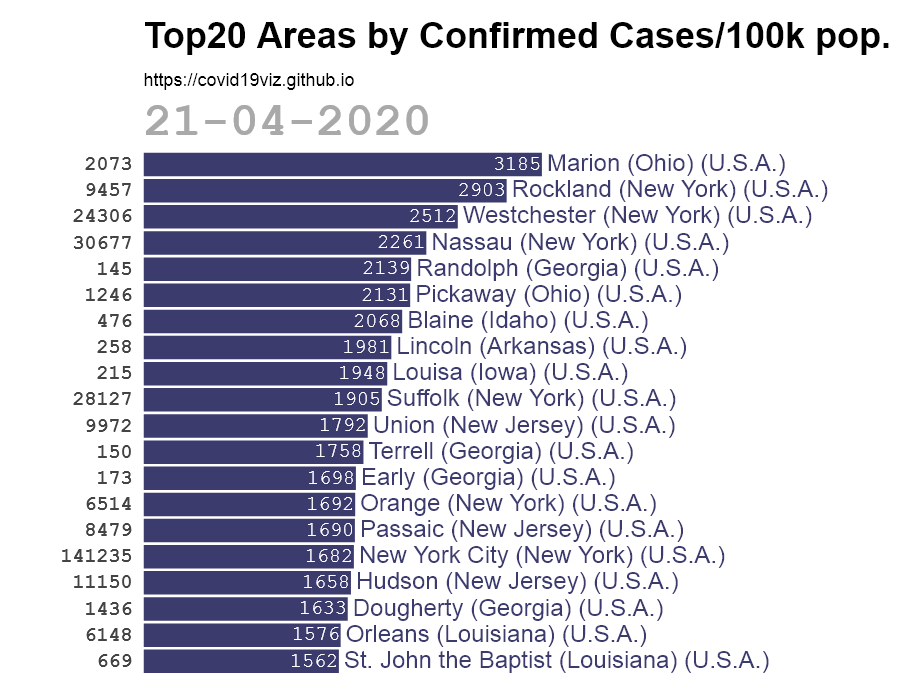 Top20 Areas by Confirmed Cases/100k pop.
https://covid19viz.github.io
21-04-2020
2073 3185 Marion (Ohio) (U.S.A.)
9457 2903 Rockland (New York) (U.S.A.)
24306 2512 Westchester (New York) (U.S.A.)
30677 2261 Nassau (New York) (U.S.A.)
145 2139 Randolph (Georgia) (U.S.A.)
1246 2131 Pickaway (Ohio) (U.S.A.)
476 2068 Blaine (Idaho) (U.S.A.)
258 1981 Lincoln (Arkansas) (U.S.A.)
215 1948 Louisa (Iowa) (U.S.A.)
28127 1905 Suffolk (New York) (U.S.A.)
9972 1792 Union (New Jersey) (U.S.A.)
150 1758 Terrell (Georgia) (U.S.A.)
173 1698 Early (Georgia) (U.S.A.)
6514 1692 Orange (New York) (U.S.A.)
8479 1690 Passaic (New Jersey) (U.S.A.)
141235 1682 New York City (New York) (U.S.A.)
11150 1658 Hudson (New Jersey) (U.S.A.)
1436 1633 Dougherty (Georgia) (U.S.A.)
6148 1576 Orleans (Louisiana) (U.S.A.)
669 1562 St. John the Baptist (Louisiana) (U.S.A.)